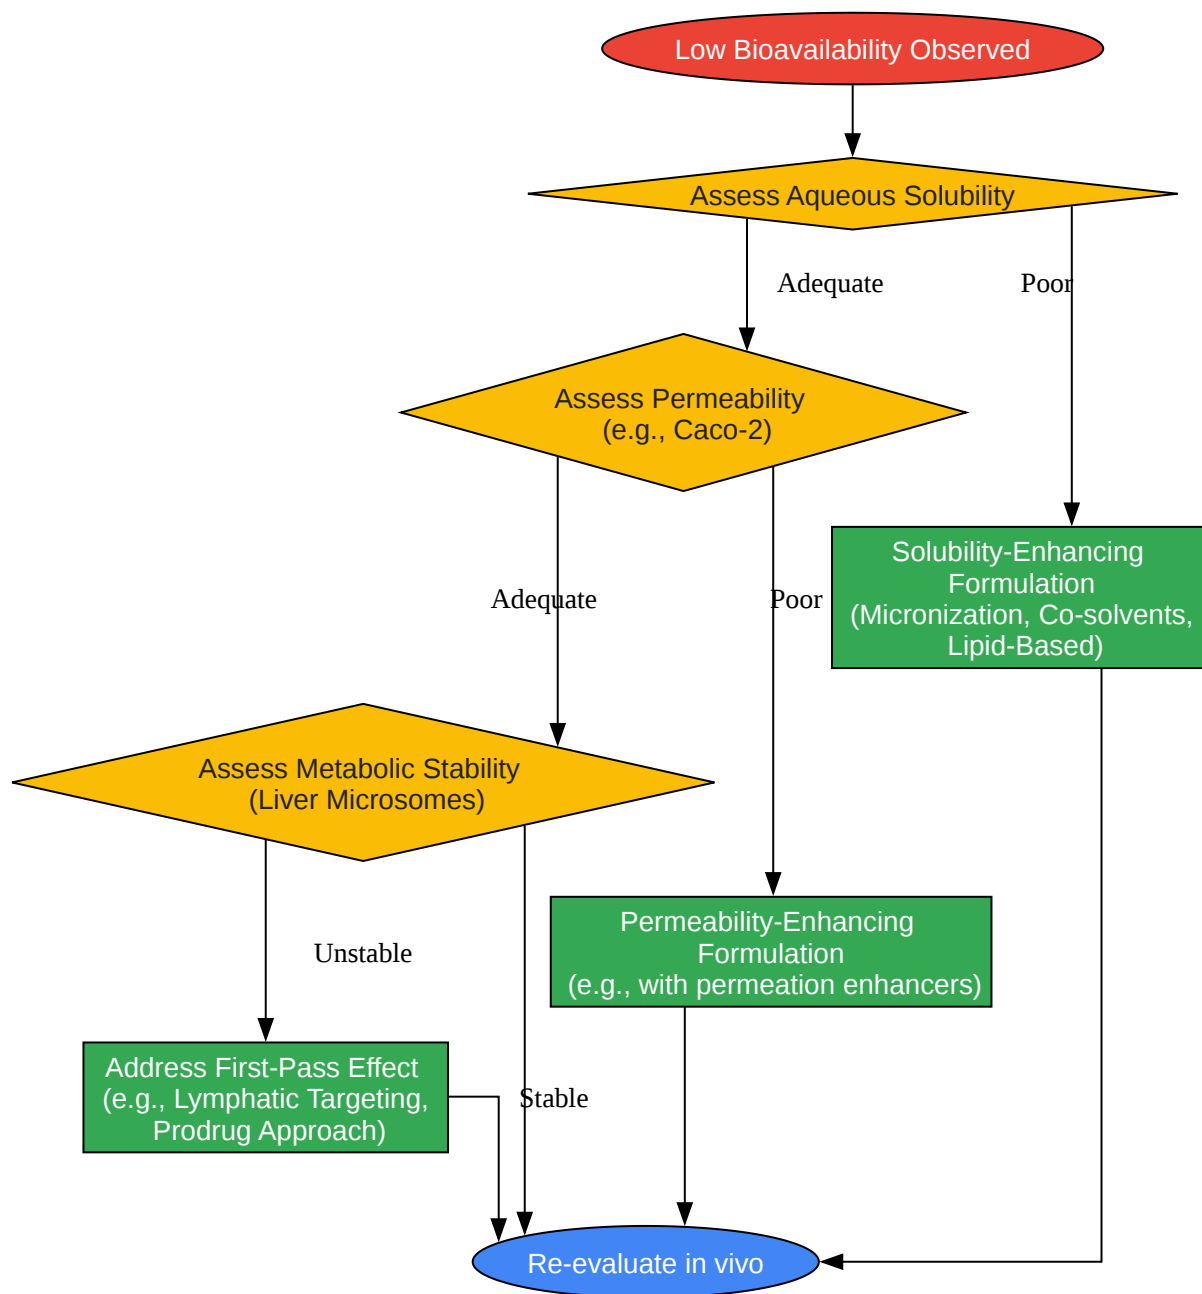 Low Bioavailability Observed
Assess Aqueous Solubility
Adequate
Poor
Assess Permeability
(e.g., Caco-2)
Adequate
Poor
Solubility-Enhancing
Formulation
(Micronization, Co-solvents,
Lipid-Based)
Assess Metabolic Stability
(Liver Microsomes)
Unstable
Permeability-Enhancing
Formulation
(e.g., with permeation enhancers)
Address First-Pass Effect
(e.g., Lymphatic Targeting,
Prodrug Approach)
Stable
Re-evaluate in vivo